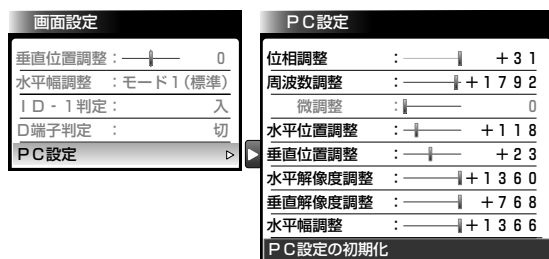 画面設定
垂直位置調整： 0
水平幅調整 ：モード1(標準)
ID‐1判定： 入
D端子判定 ： 切
PC設定
PC設定
位相調整 ： +31
周波数調整 ： +1792
微調整 ： 0
水平位置調整 ： +118
垂直位置調整 ： +23
水平解像度調整 ： +1360
垂直解像度調整 ： +768
水平幅調整 ： +1366
PC設定の初期化